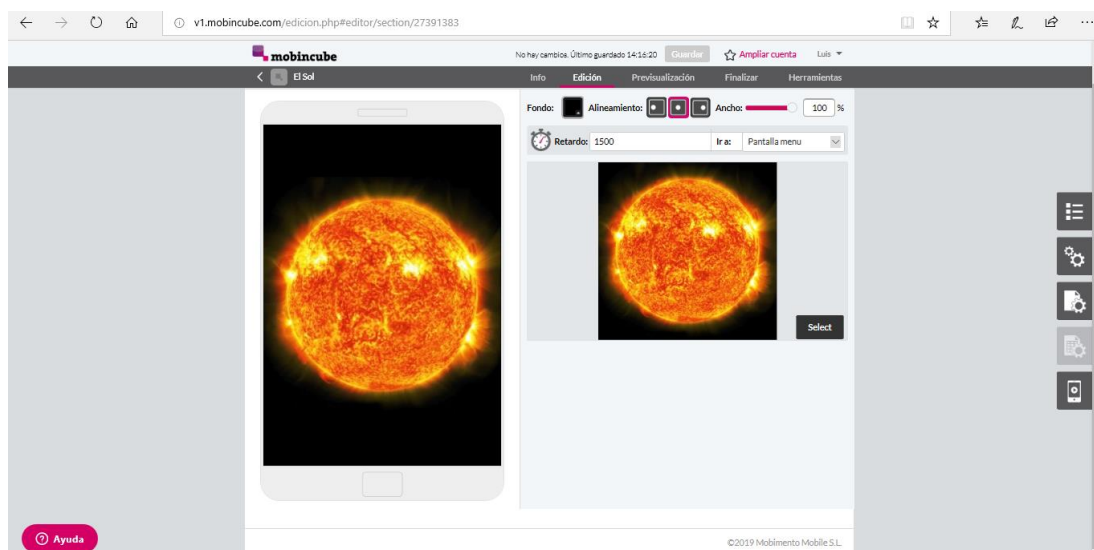 v1.mobincube.com/edicion.php#editor/section/27391383
mobincube
No hay cambios. Último guardado 14:16:20 Guardar Ampliar cuenta Luis
El Sol
Info Edición Previsualización Finalizar Herramientas
Fondo: Alineamiento: Ancho: 100 %
Retardo: 1500 Ir a: Pantalla menu
Select
Ayuda
©2019 Mobimento Mobile S.L.